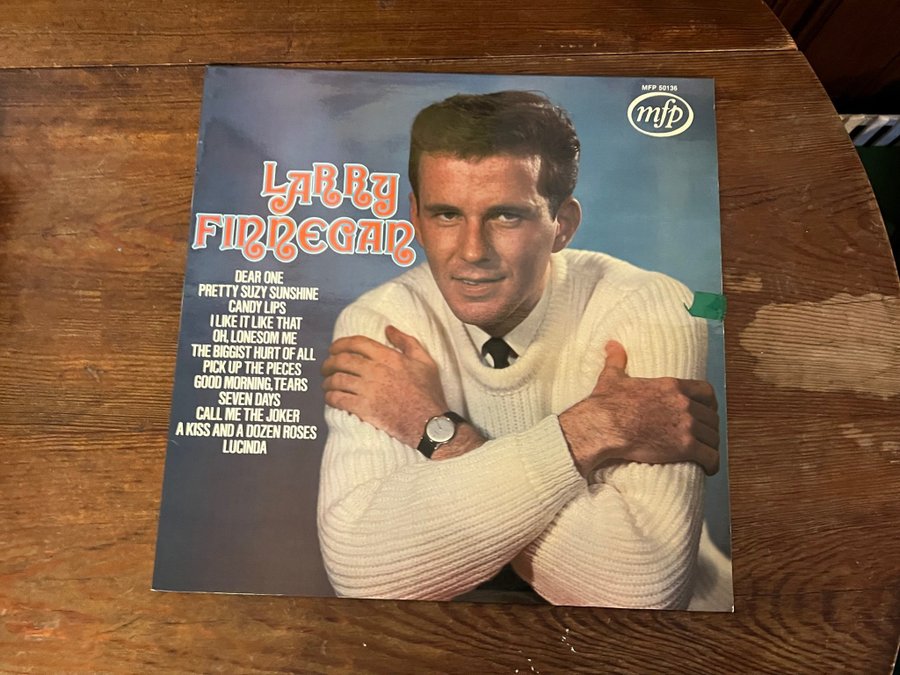 MFP 50136
mfp
LARRY
FINNEGAN
DEAR ONE
PRETTY SUZY SUNSHINE
CANDY LIPS
I LIKE IT LIKE THAT
OH, LONESOM ME
THE BIGGIST HURT OF ALL
PICK UP THE PIECES
GOOD MORNING, TEARS
SEVEN DAYS
CALL ME THE JOKER
A KISS AND A DOZEN ROSES
LUCINDA